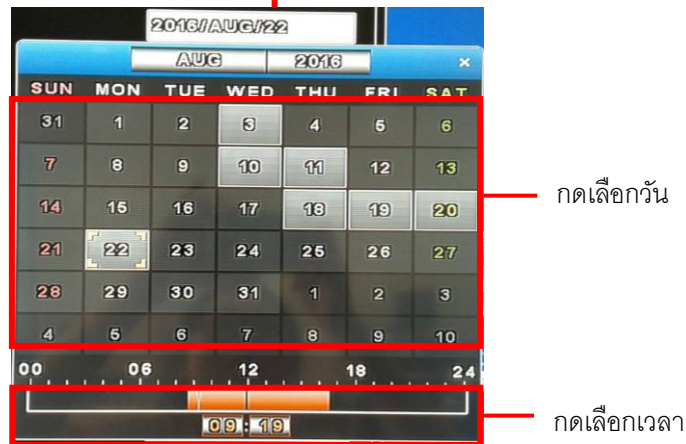 2016/AUG/22
AUG 2016 ×
SUN MON TUE WED THU FRI SAT
31 1 2 3 4 5 6
7 8 9 10 11 12 13
14 15 16 17 18 19 20
กดเลือกวัน
21 22 23 24 25 26 27
28 29 30 31 1 2 3
4 5 6 7 8 9 10
00 06 12 18 24
09:19
กดเลือกเวลา